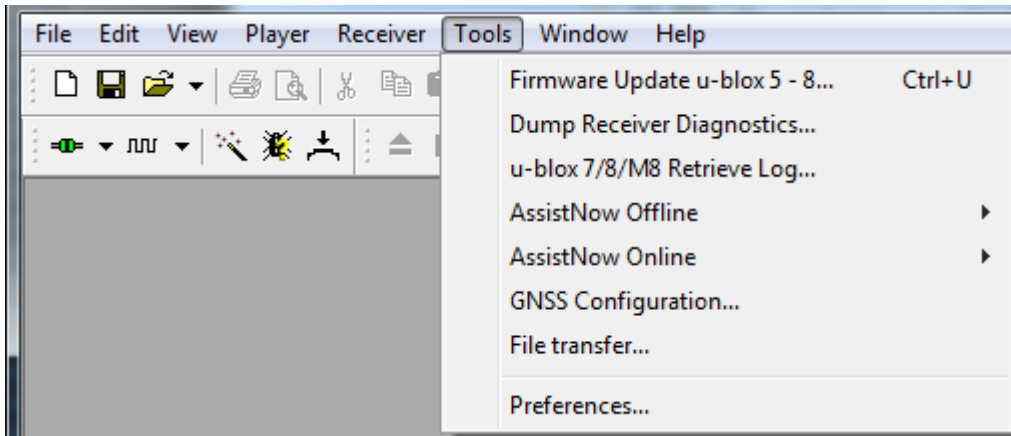 File Edit View Player Receiver Tools Window Help
Firmware Update u-blox 5 - 8... Ctrl+U
Dump Receiver Diagnostics...
u-blox 7/8/M8 Retrieve Log...
AssistNow Offline
AssistNow Online
GNSS Configuration...
File transfer...
Preferences...